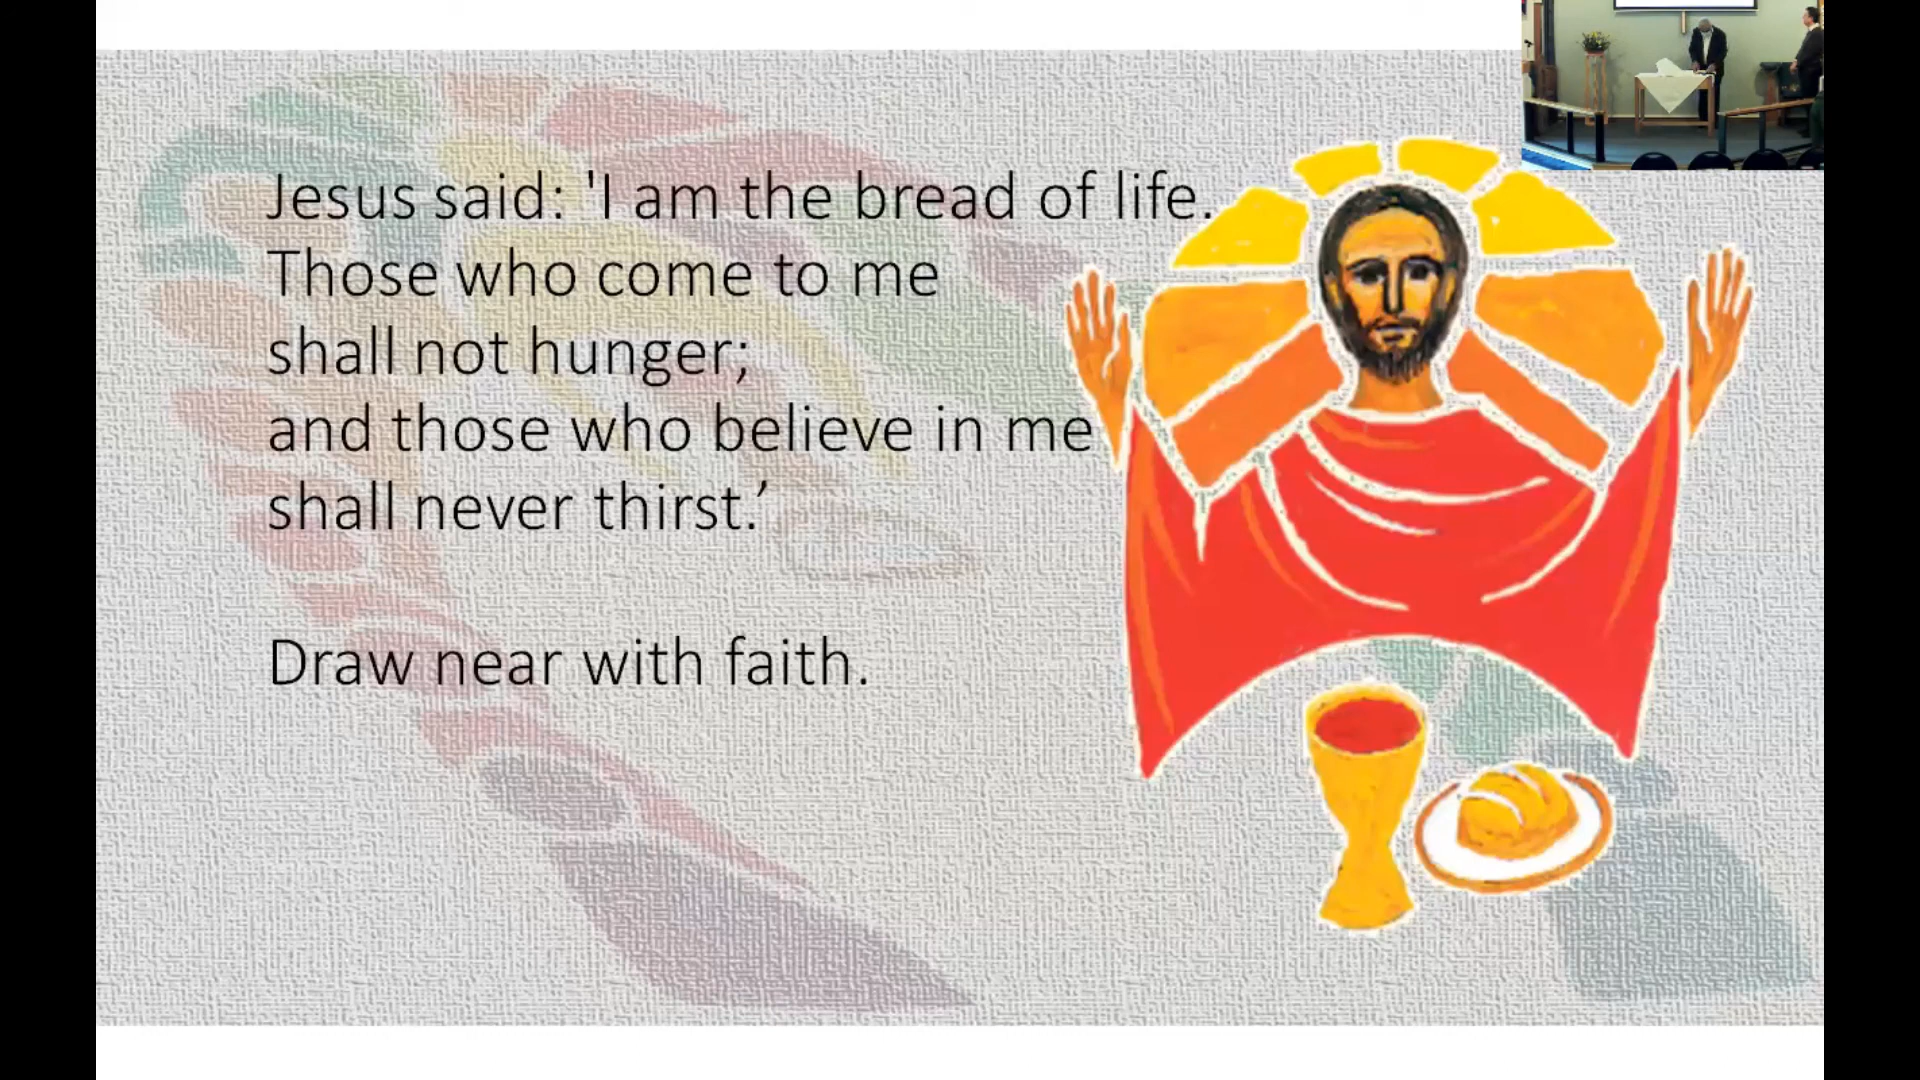 Jesus said: 'I am the bread of life.
Those who come to me
shall not hunger;
and those who believe in me
shall never thirst.’
Draw near with faith.